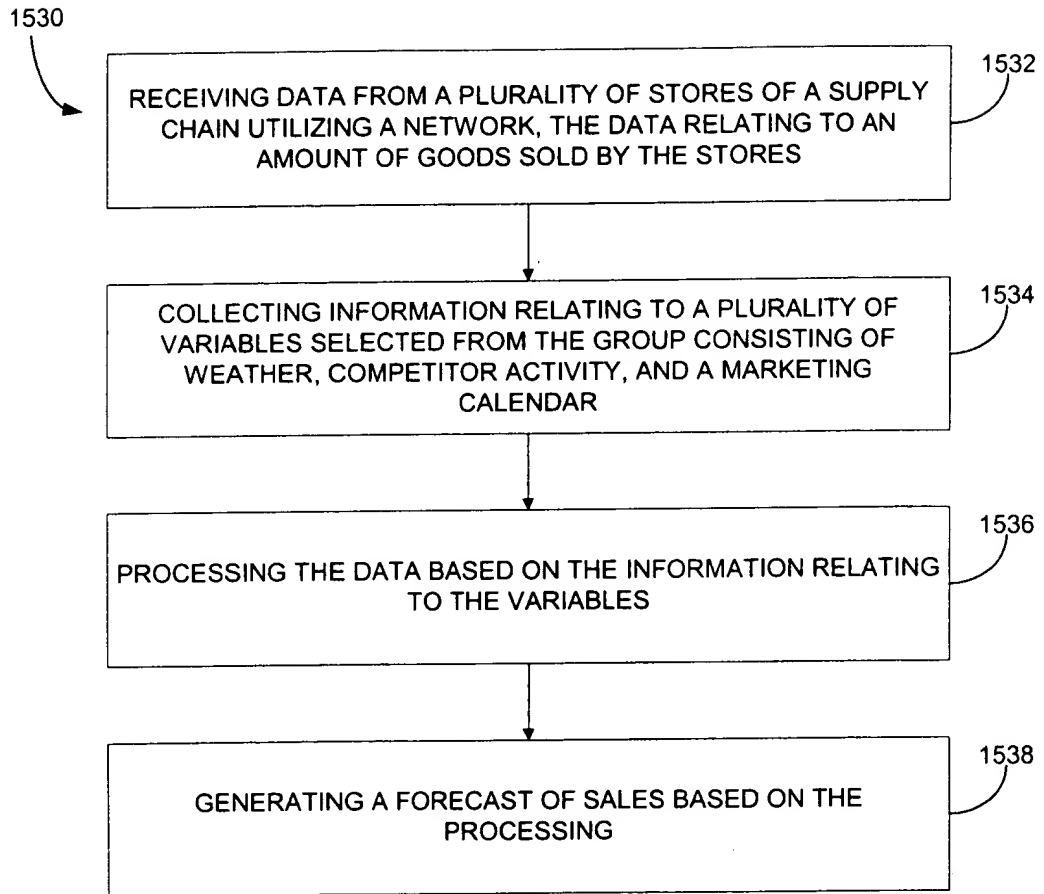 1530
1532
RECEIVING DATA FROM A PLURALITY OF STORES OF A SUPPLY
CHAIN UTILIZING A NETWORK, THE DATA RELATING TO AN
AMOUNT OF GOODS SOLD BY THE STORES
1534
COLLECTING INFORMATION RELATING TO A PLURALITY OF
VARIABLES SELECTED FROM THE GROUP CONSISTING OF
WEATHER, COMPETITOR ACTIVITY, AND A MARKETING
CALENDAR
1536
PROCESSING THE DATA BASED ON THE INFORMATION RELATING
TO THE VARIABLES
1538
GENERATING A FORECAST OF SALES BASED ON THE
PROCESSING